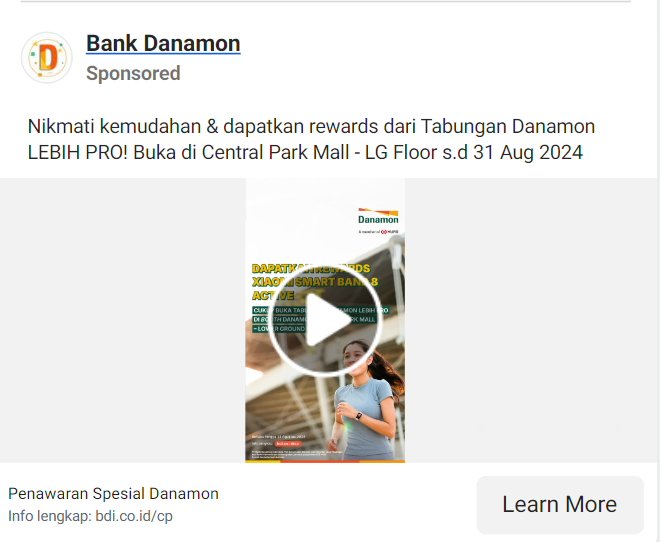 Bank Danamon
Sponsored
Nikmati kemudahan & dapatkan rewards dari Tabungan Danamon
LEBIH PRO! Buka di Central Park Mall - LG Floor s.d 31 Aug 2024
Danamon
A member of MUFG
DAPATKAN REWARDS
XIAOMI SMART BAND 8
ACTIVE
CUKUP BUKA TABUNGAN DANAMON LEBIH PRO
DI BOOTH DANAMON PARK MALL
– LOWER GROUND
Penawaran Spesial Danamon
Info lengkap: bdi.co.id/cp
Learn More